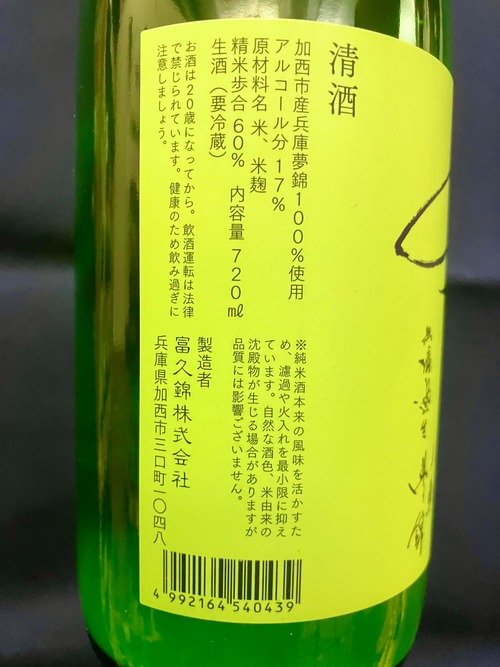 清酒
加西市産兵庫夢錦100%使用
アルコール分 17%
原材料名 米、米麹
精米歩合 60% 内容量 720㎖
生酒（要冷蔵）
お酒は20歳になってから。飲酒運転は法律
で禁じられています。健康のため飲み過ぎに
注意しましょう。
※純米酒本来の風味を活かすた
め、濾過や火入れを最小限に抑え
ています。自然な酒色、米由来の
沈殿物が生じる場合がありますが
品質には影響ございません。
製造者
富久錦株式会社
兵庫県加西市三口町一〇四八
4 992164 540439